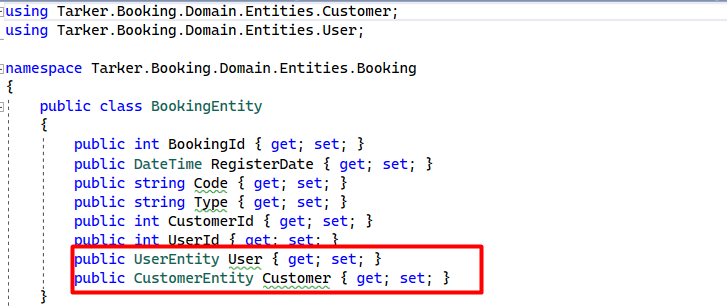 using Tarker.Booking.Domain.Entities.Customer;
using Tarker.Booking.Domain.Entities.User;
namespace Tarker.Booking.Domain.Entities.Booking
{
public class BookingEntity
{
public int BookingId { get; set; }
public DateTime RegisterDate { get; set; }
public string Code { get; set; }
public string Type { get; set; }
public int CustomerId { get; set; }
public int UserId { get; set; }
public UserEntity User { get; set; }
public CustomerEntity Customer { get; set; }
}